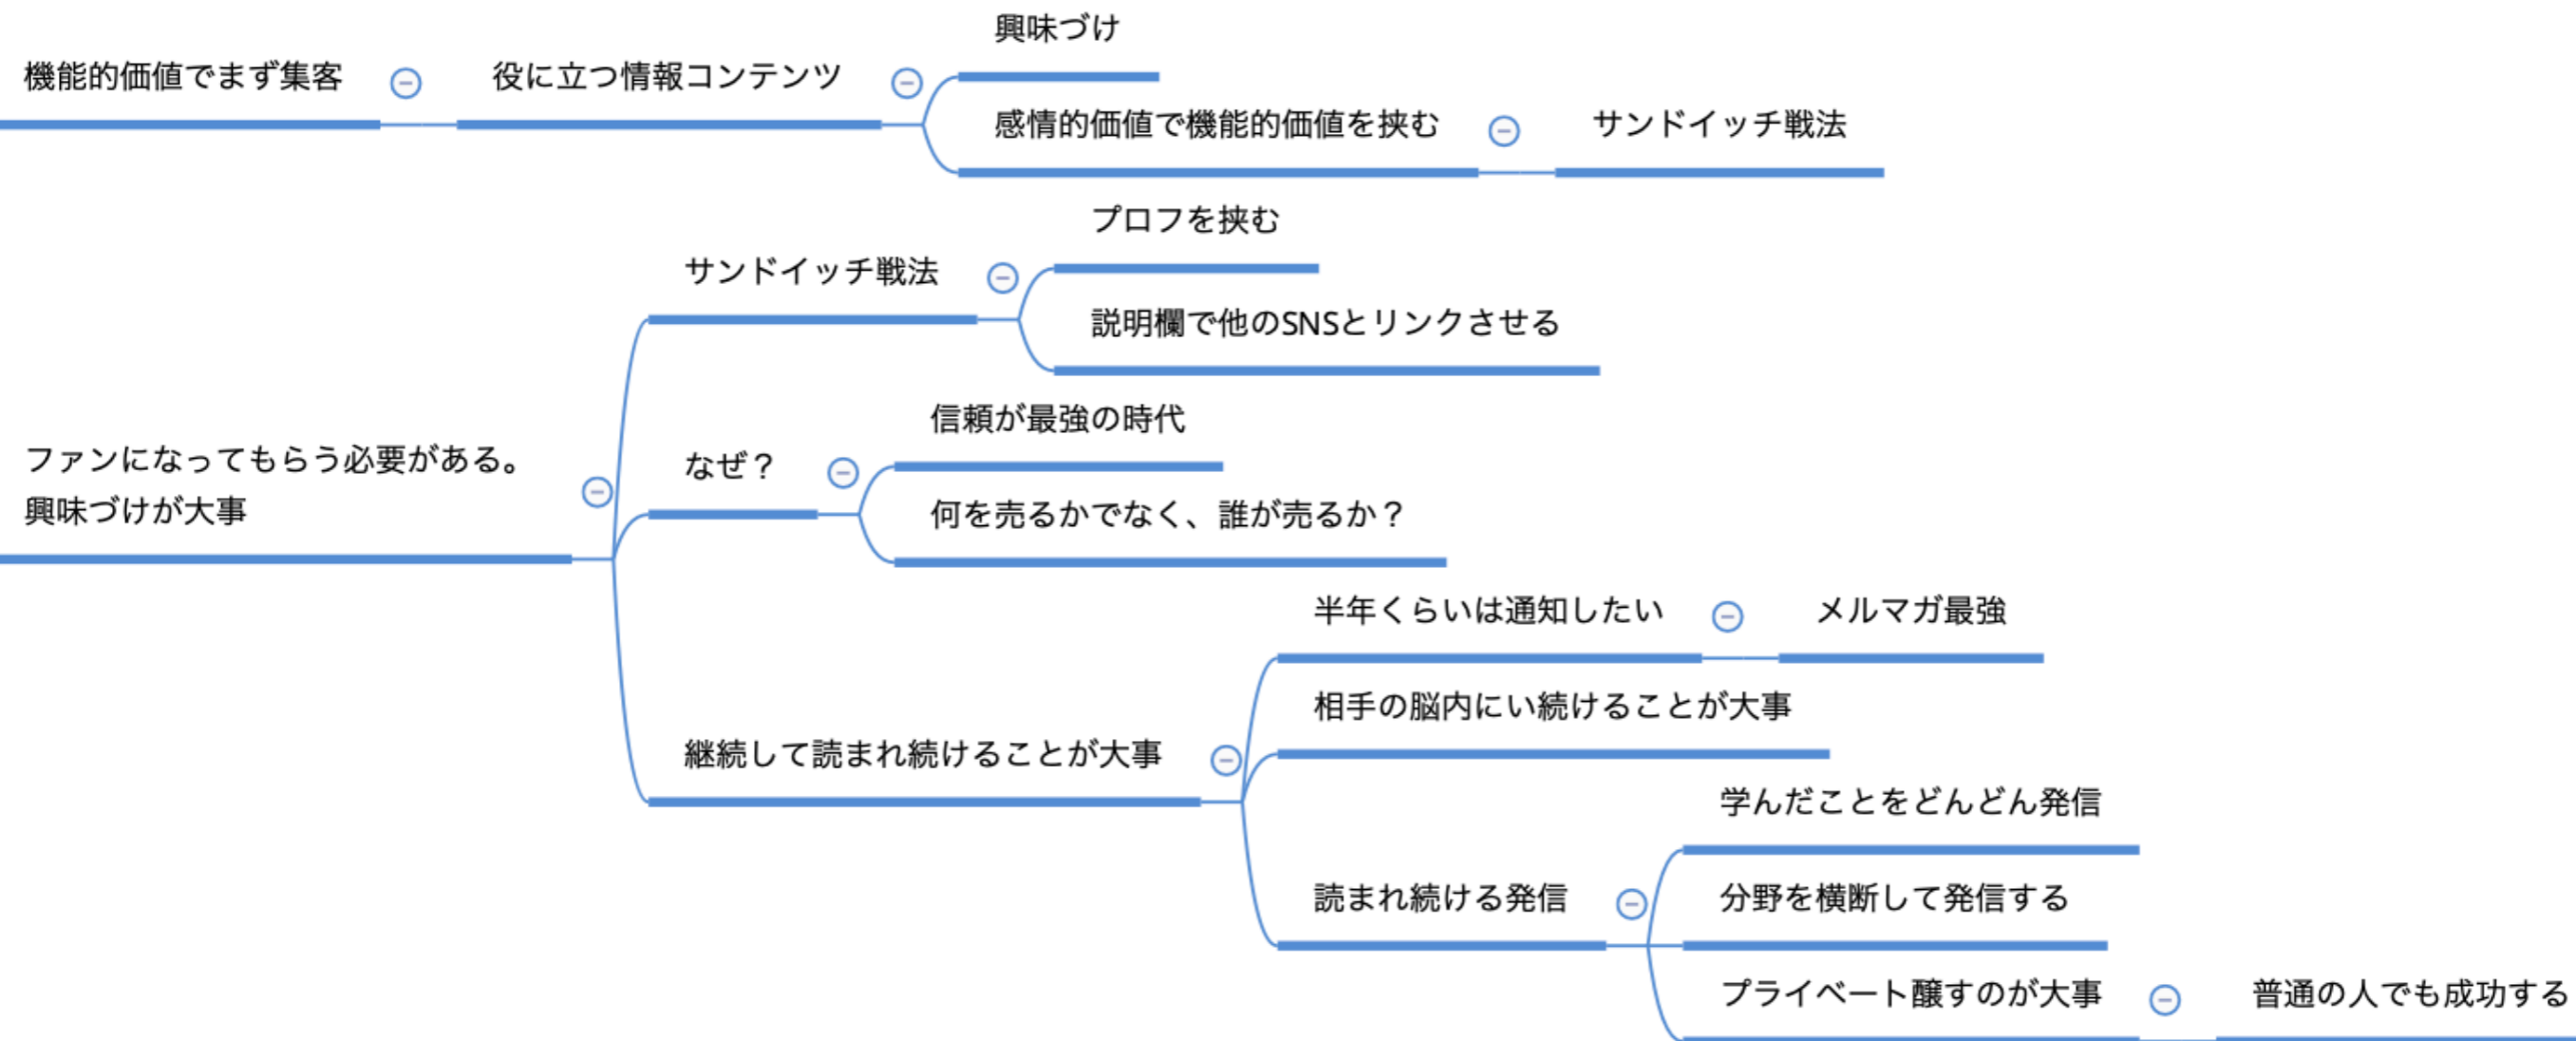 興味づけ
機能的価値でまず集客
役に立つ情報コンテンツ
感情的価値で機能的価値を挟む
サンドイッチ戦法
プロフを挟む
サンドイッチ戦法
説明欄で他のSNSとリンクさせる
信頼が最強の時代
ファンになってもらう必要がある。
興味づけが大事
なぜ？
何を売るかでなく、誰が売るか？
半年くらいは通知したい
メルマガ最強
相手の脳内にい続けることが大事
継続して読まれ続けることが大事
学んだことをどんどん発信
読まれ続ける発信
分野を横断して発信する
プライベート醸すのが大事
普通の人でも成功する